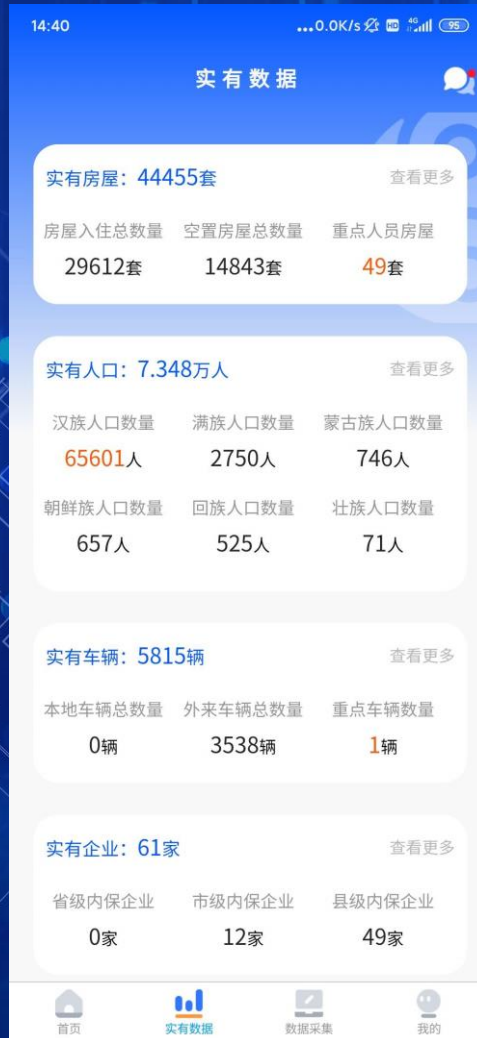 14:40 ...0.0K/s HD 4G 95
实有数据
实有房屋：44455套 查看更多
房屋入住总数量 空置房屋总数量 重点人员房屋
29612套 14843套 49套
实有人口：7.348万人 查看更多
汉族人口数量 满族人口数量 蒙古族人口数量
65601人 2750人 746人
朝鲜族人口数量 回族人口数量 壮族人口数量
657人 525人 71人
实有车辆：5815辆 查看更多
本地车辆总数量 外来车辆总数量 重点车辆数量
0辆 3538辆 1辆
实有企业：61家 查看更多
省级内保企业 市级内保企业 县级内保企业
0家 12家 49家
首页 实有数据 数据采集 我的